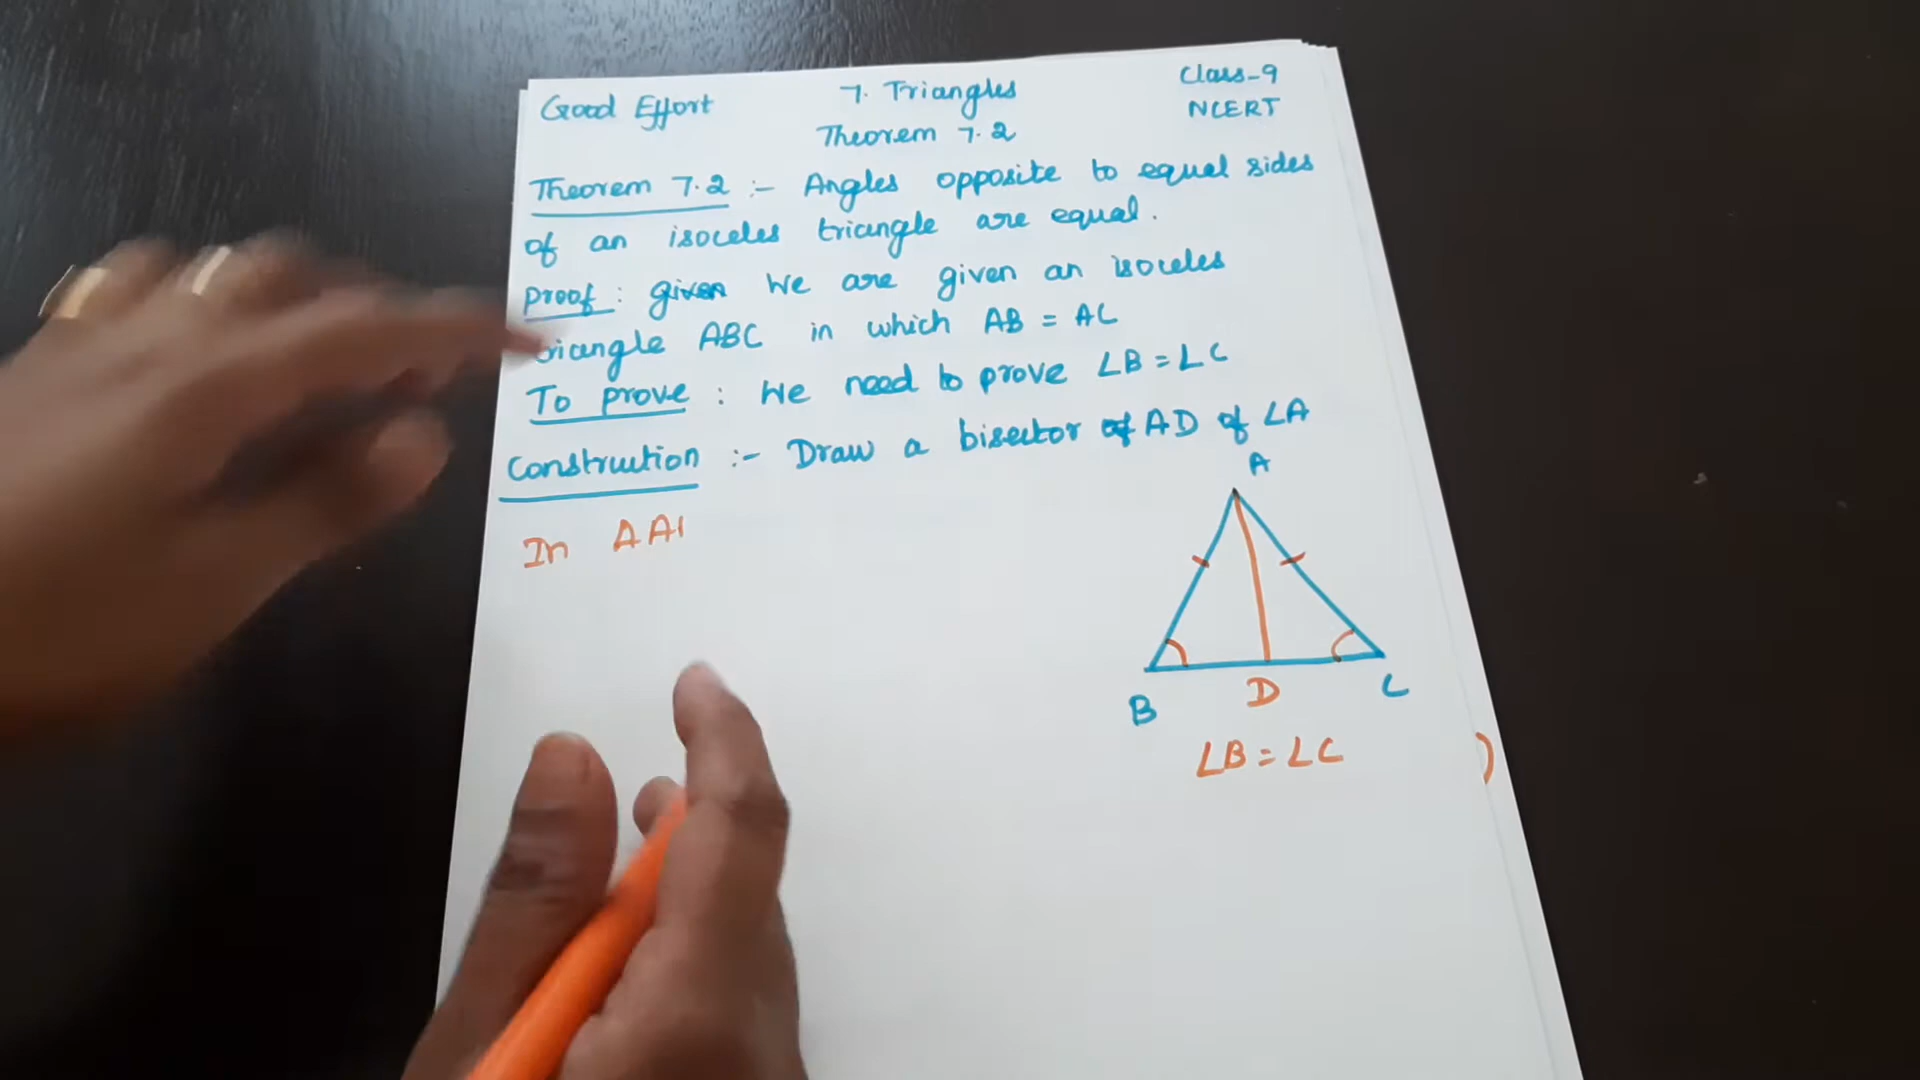 Good Effort
7. Triangles
Class-9
NCERT
Theorem 7.2
Theorem 7.2 :- Angles opposite to equal sides
of an isoceles triangle are equal.
Proof : given We are given an isoceles
triangle ABC in which AB = AC
To prove : We need to prove ∠B = ∠C
Construction :- Draw a bisector of AD of ∠A
In
A
B
D
C
∠B = ∠C